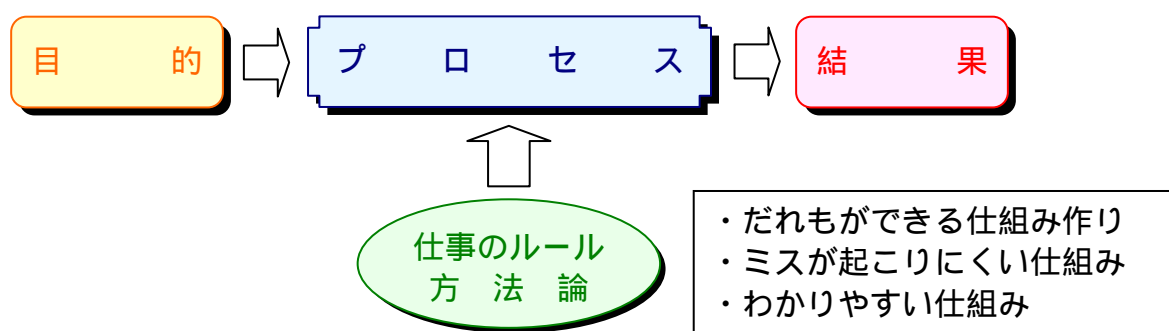 目的
プロセス
結果
仕事のルール
方法論
・だれもができる仕組み作り
・ミスが起こりにくい仕組み
・わかりやすい仕組み